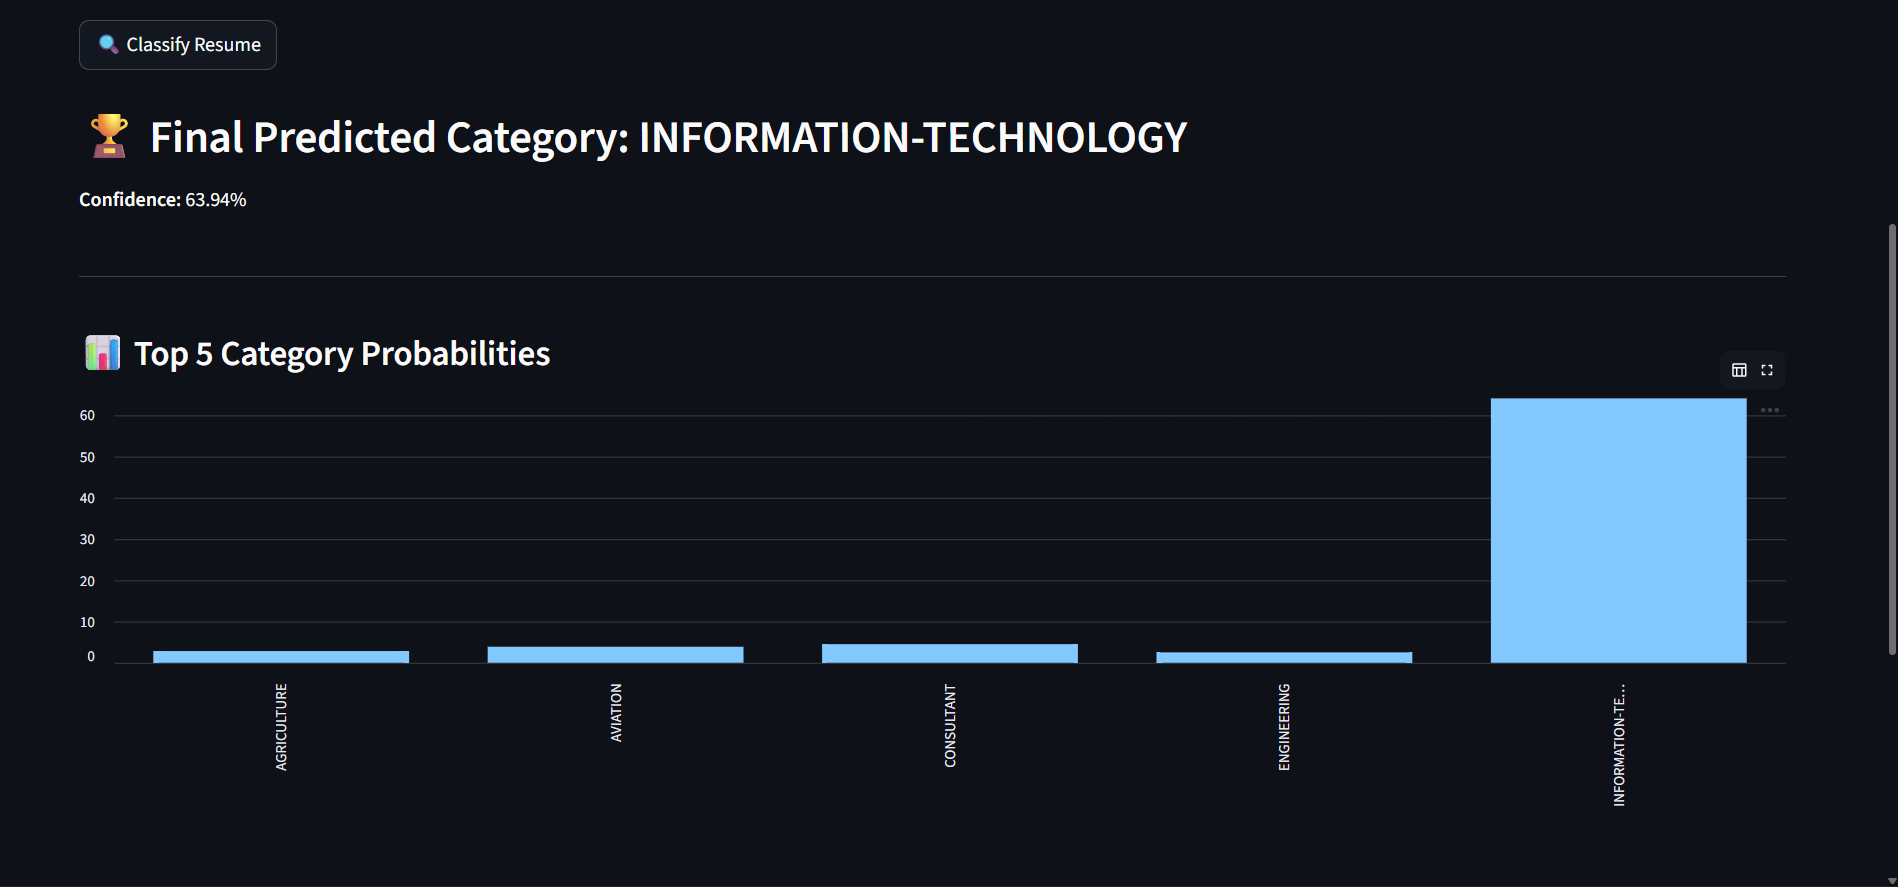 Classify Resume
Final Predicted Category: INFORMATION-TECHNOLOGY
Confidence: 63.94%
Top 5 Category Probabilities
60
50
40
30
20
10
0
AGRICULTURE
AVIATION
CONSULTANT
ENGINEERING
INFORMATION-TE…